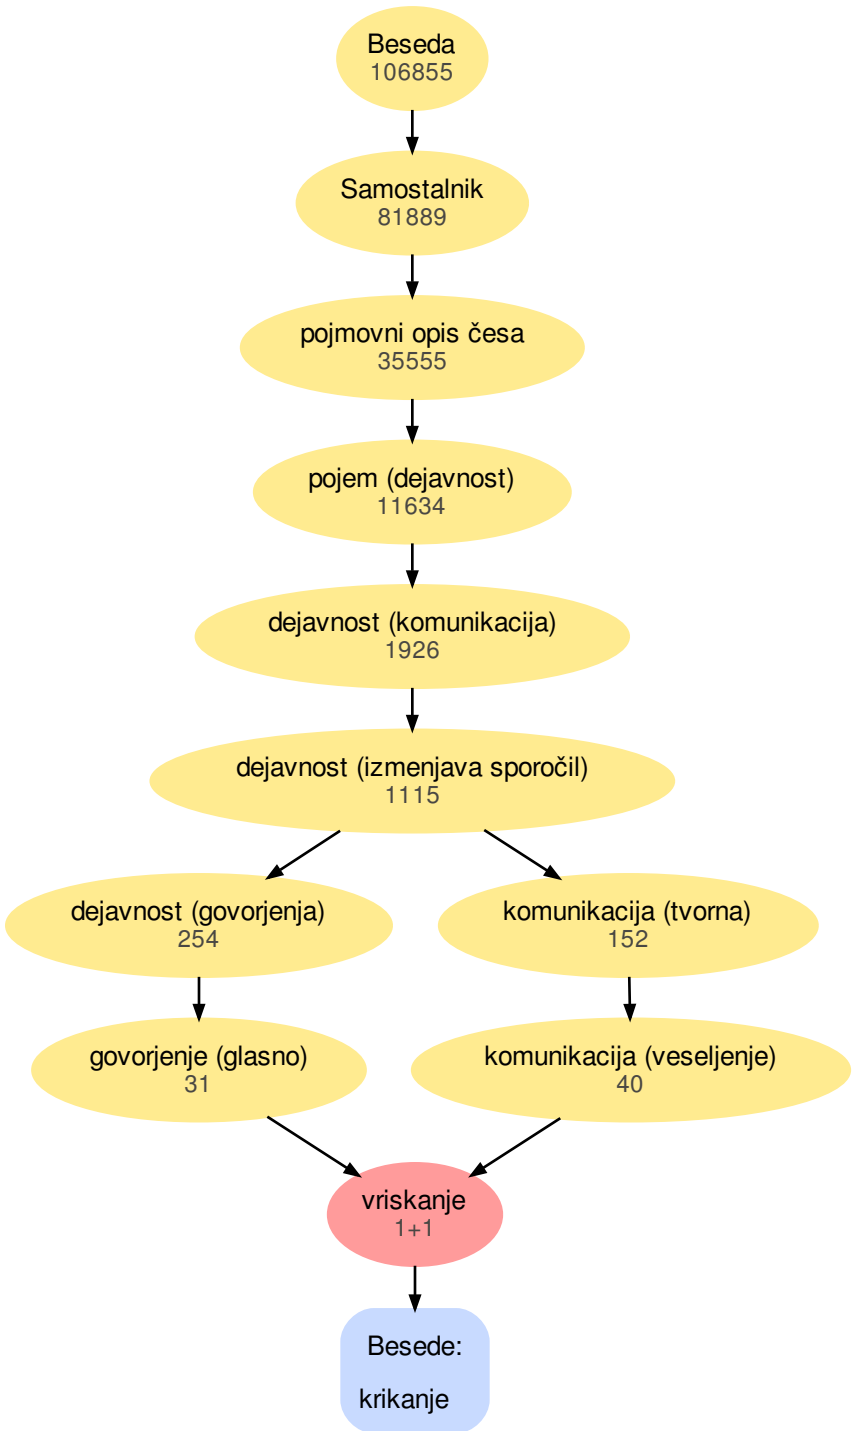 Beseda
106855
Samostalnik
81889
pojmovni opis česa
35555
pojem (dejavnost)
11634
dejavnost (komunikacija)
1926
dejavnost (izmenjava sporočil)
1115
dejavnost (govorjenja)
254
komunikacija (tvorna)
152
govorjenje (glasno)
31
komunikacija (veseljenje)
40
vriskanje
1+1
Besede:
krikanje